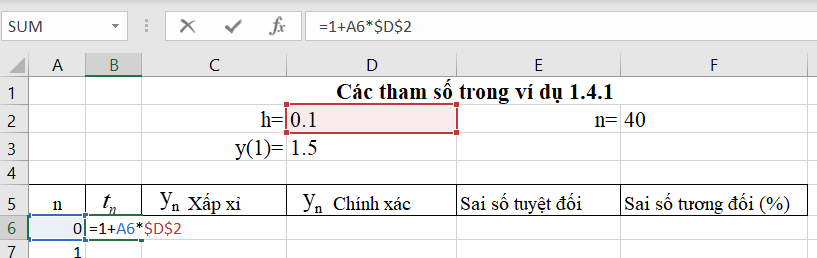 SUM =1+A6*$D$2
A B C D E F
1 Các tham số trong ví dụ 1.4.1
2 h= 0.1 n= 40
3 y(1)= 1.5
4
5 n tn yn Xấp xỉ yn Chính xác Sai số tuyệt đối Sai số tương đối (%)
6 0 =1+A6*$D$2
7 1